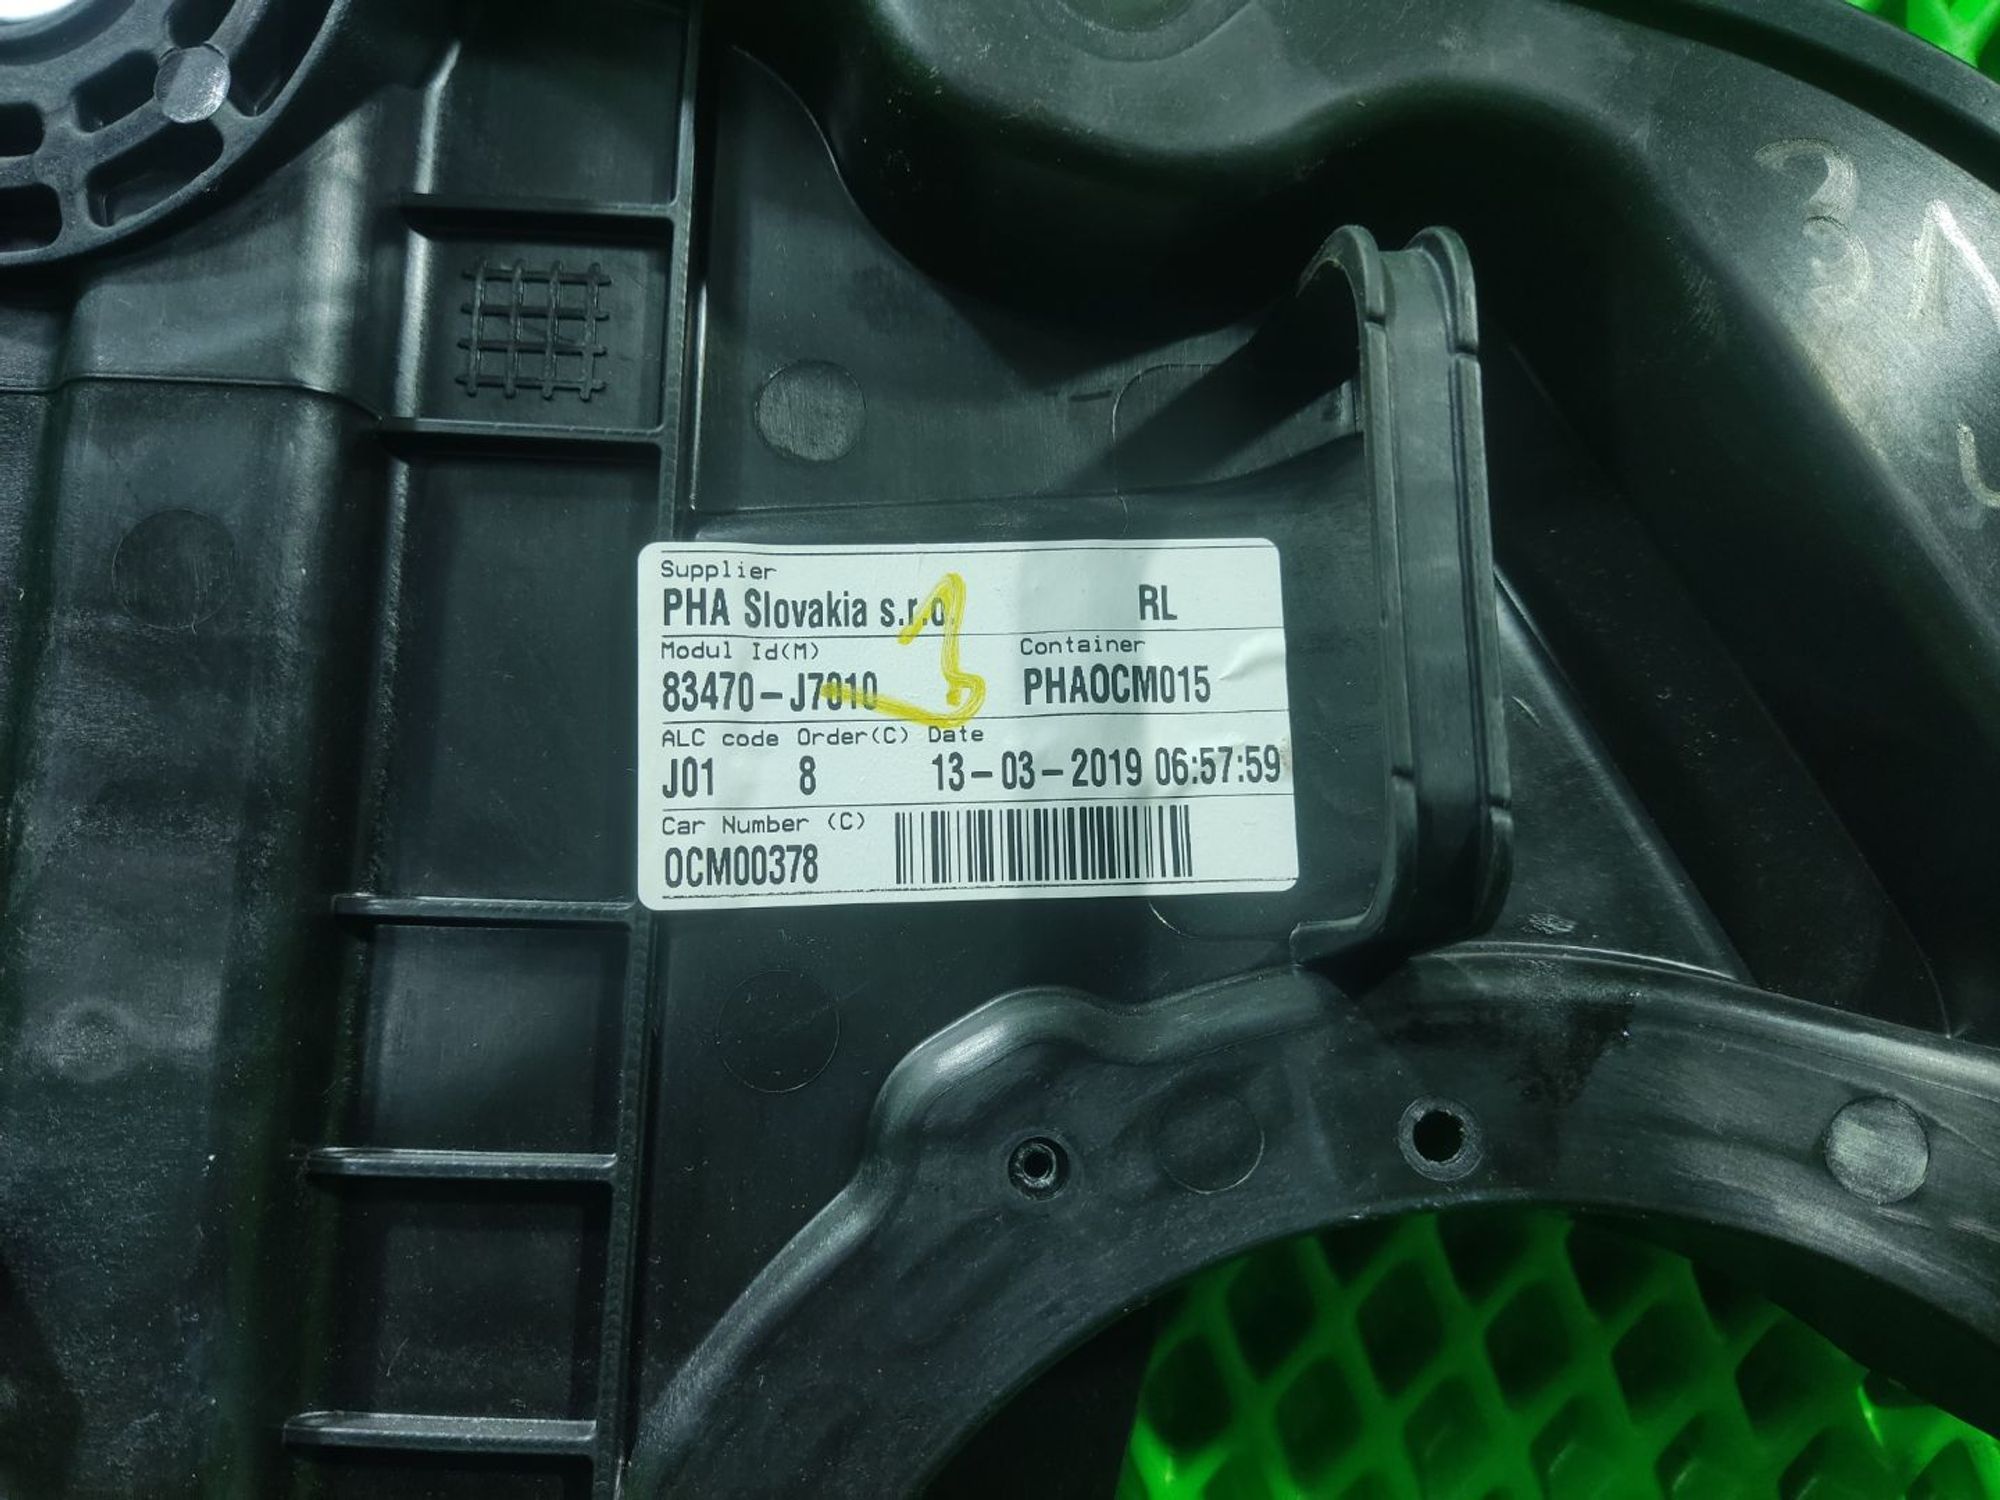 Supplier
PHA Slovakia s.r.o. RL
Modul Id(M) Container
83470-J7010 PHAOCM015
ALC code Order(C) Date
J01 8 13-03-2019 06:57:59
Car Number (C)
OCM00378